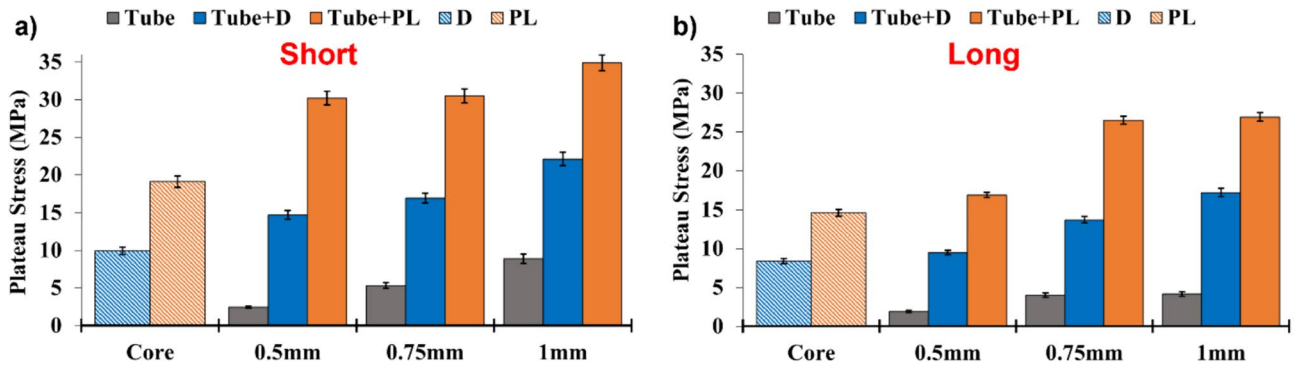 a)
Tube Tube+D Tube+PL D PL
Short
Plateau Stress (MPa)
35
30
25
20
15
10
5
0
Core 0.5mm 0.75mm 1mm
b)
Tube Tube+D Tube+PL D PL
Long
Plateau Stress (MPa)
35
30
25
20
15
10
5
0
Core 0.5mm 0.75mm 1mm